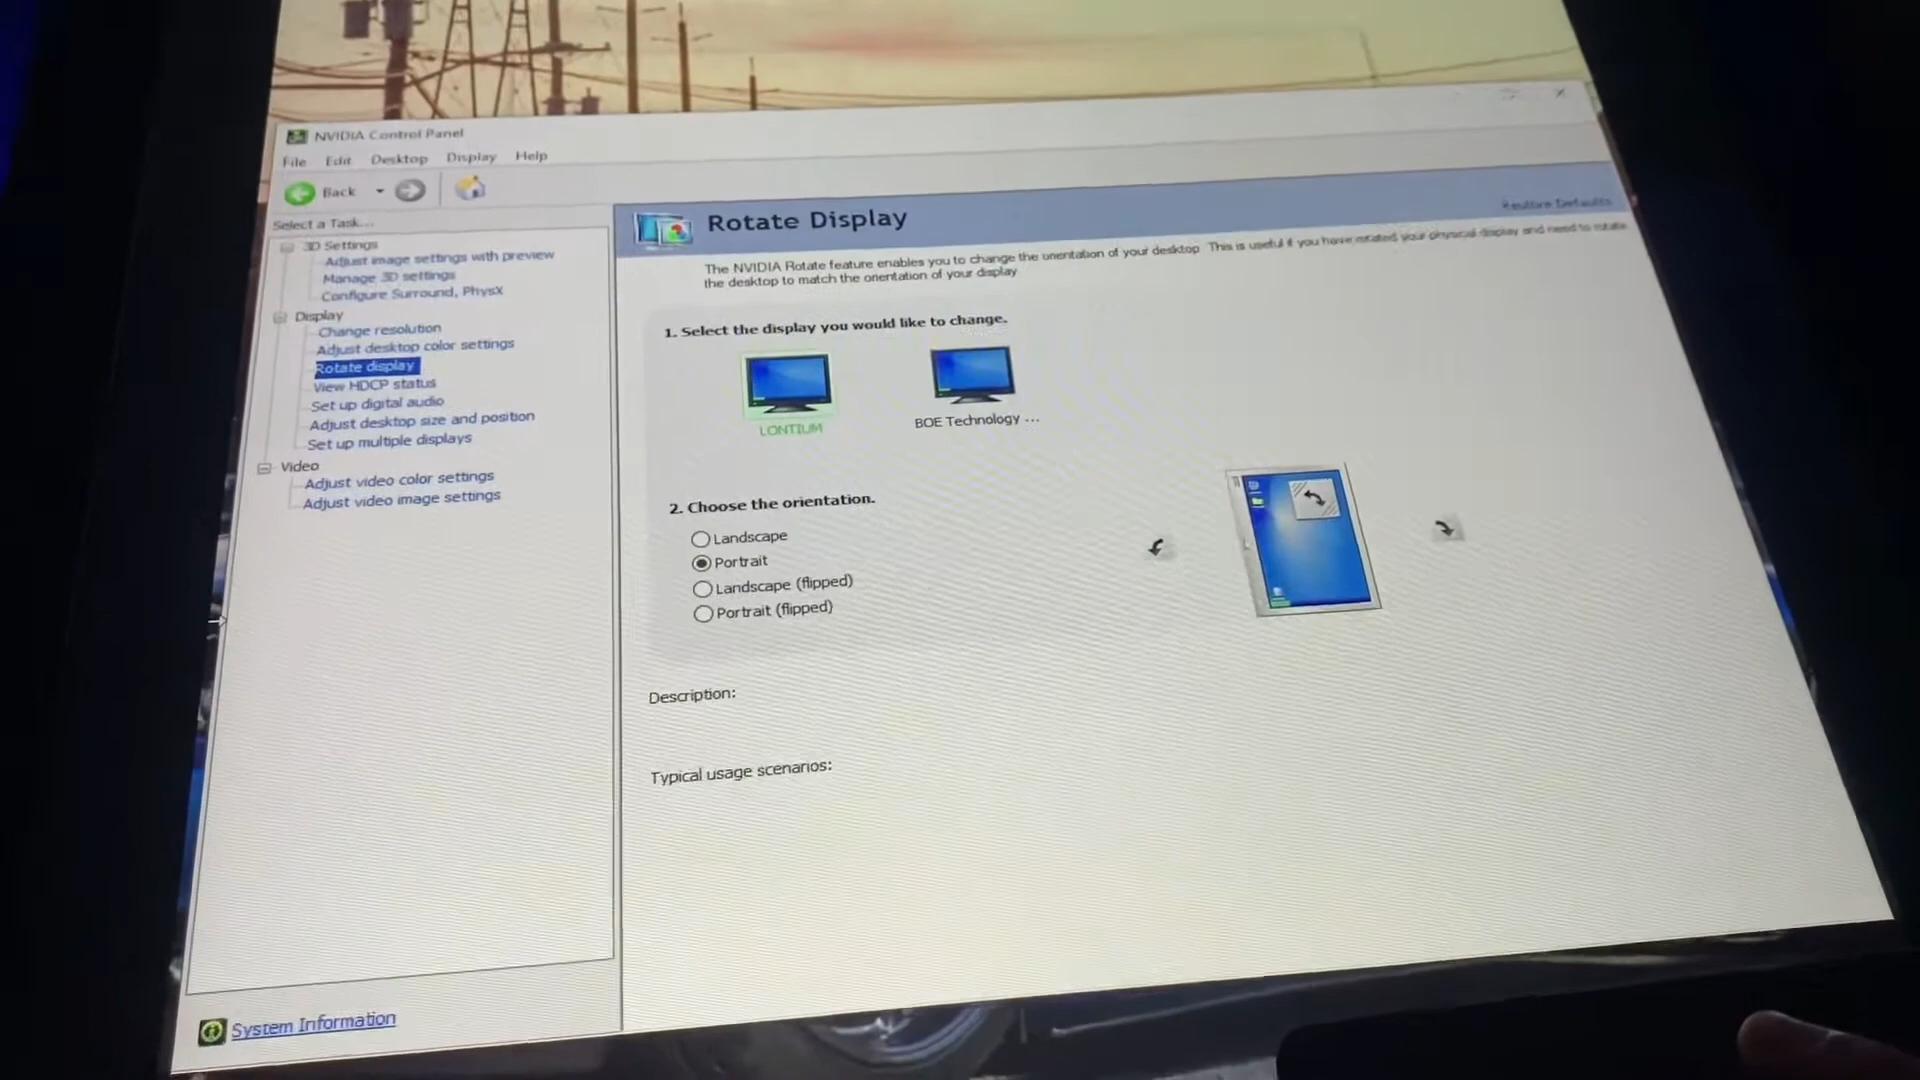 NVIDIA Control Panel
File Edit Desktop Display Help
Back
Select a Task...
3D Settings
Adjust image settings with preview
Manage 3D settings
Configure Surround, PhysX
Display
Change resolution
Adjust desktop color settings
Rotate display
View HDCP status
Set up digital audio
Adjust desktop size and position
Set up multiple displays
Video
Adjust video color settings
Adjust video image settings
System Information
Rotate Display
Restore Defaults
The NVIDIA Rotate feature enables you to change the orientation of your desktop. This is useful if you have rotated your physical display and need to rotate
the desktop to match the orientation of your display
1. Select the display you would like to change.
LONTIUM
BOE Technology ...
2. Choose the orientation.
Landscape
Portrait
Landscape (flipped)
Portrait (flipped)
Description:
Typical usage scenarios: